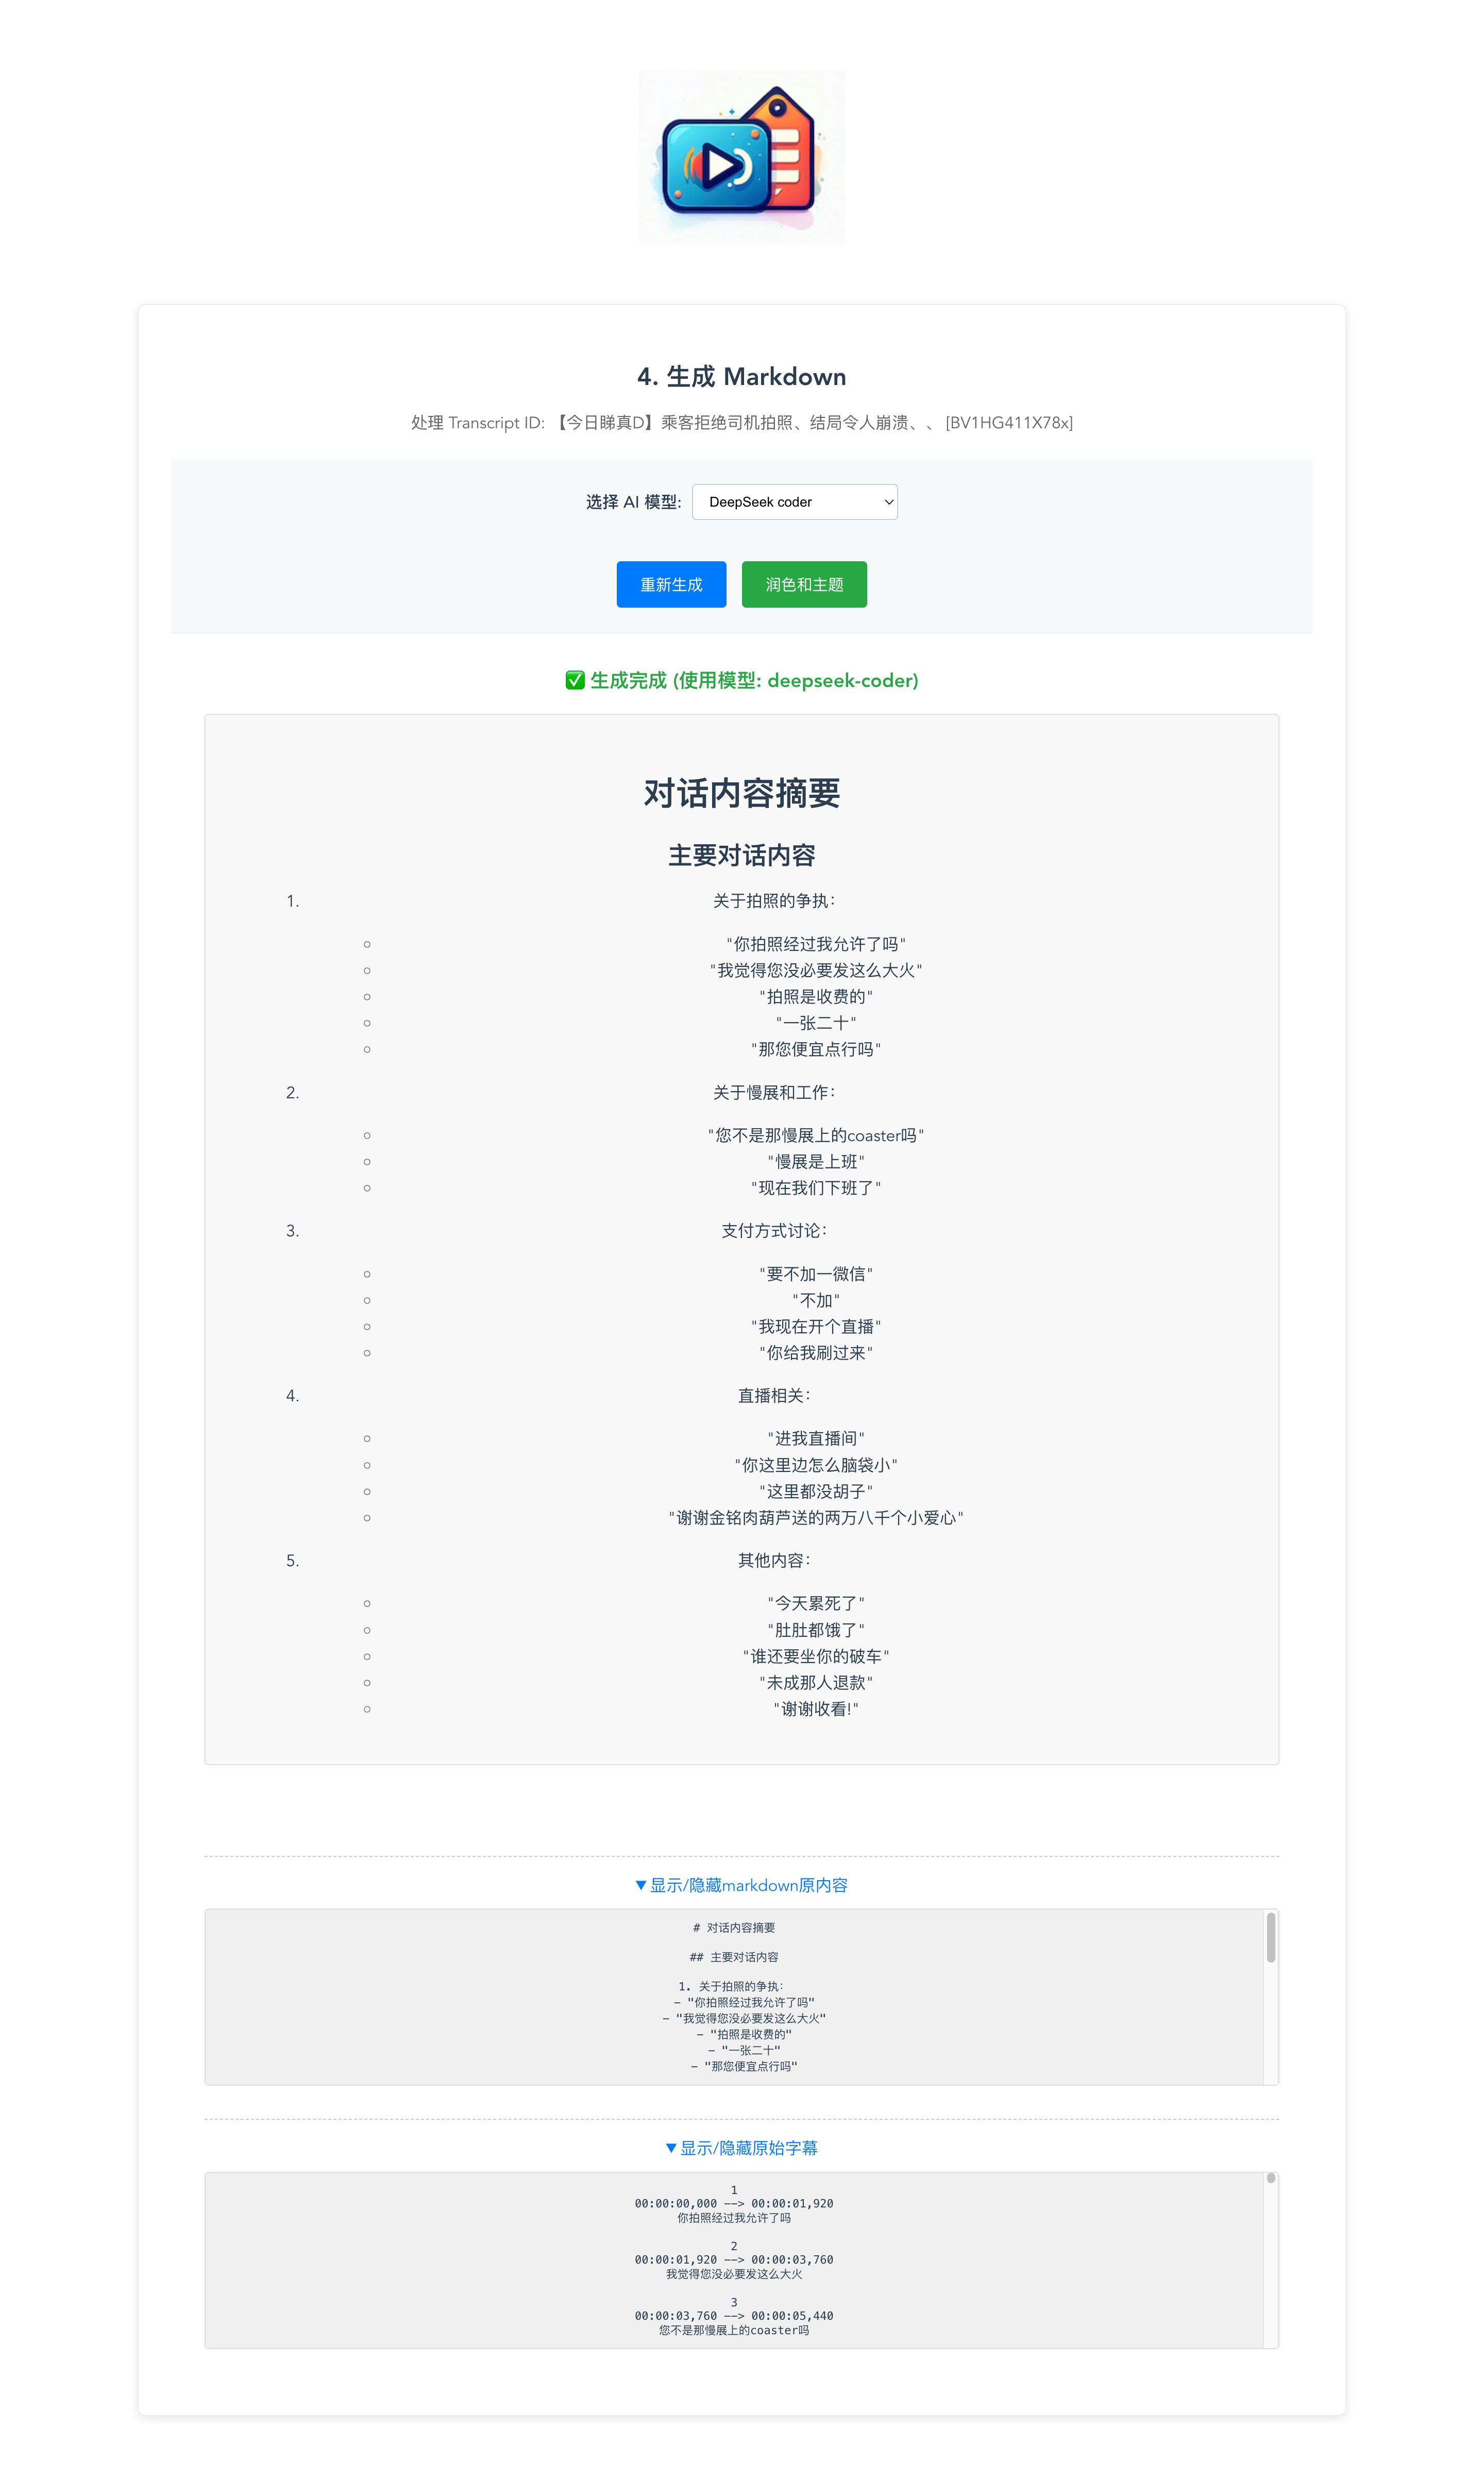 4. 生成 Markdown
处理 Transcript ID: 【今日睇真D】乘客拒绝司机拍照、结局令人崩溃、、 [BV1HG411X78x]
选择 AI 模型: DeepSeek coder
重新生成 润色和主题
✅ 生成完成 (使用模型: deepseek-coder)
对话内容摘要
主要对话内容
1. 关于拍照的争执：
○ "你拍照经过我允许了吗"
○ "我觉得您没必要发这么大火"
○ "拍照是收费的"
○ "一张二十"
○ "那您便宜点行吗"
2. 关于慢展和工作：
○ "您不是那慢展上的coaster吗"
○ "慢展是上班"
○ "现在我们下班了"
3. 支付方式讨论：
○ "要不加一微信"
○ "不加"
○ "我现在开个直播"
○ "你给我刷过来"
4. 直播相关：
○ "进我直播间"
○ "你这里边怎么脑袋小"
○ "这里都没胡子"
○ "谢谢金铭肉葫芦送的两万八千个小爱心"
5. 其他内容：
○ "今天累死了"
○ "肚肚都饿了"
○ "谁还要坐你的破车"
○ "未成那人退款"
○ "谢谢收看!"
▼显示/隐藏markdown原内容
# 对话内容摘要
## 主要对话内容
1. 关于拍照的争执：
- "你拍照经过我允许了吗"
- "我觉得您没必要发这么大火"
- "拍照是收费的"
- "一张二十"
- "那您便宜点行吗"
▼显示/隐藏原始字幕
1
00:00:00,000 --> 00:00:01,920
你拍照经过我允许了吗
2
00:00:01,920 --> 00:00:03,760
我觉得您没必要发这么大火
3
00:00:03,760 --> 00:00:05,440
您不是那慢展上的coaster吗